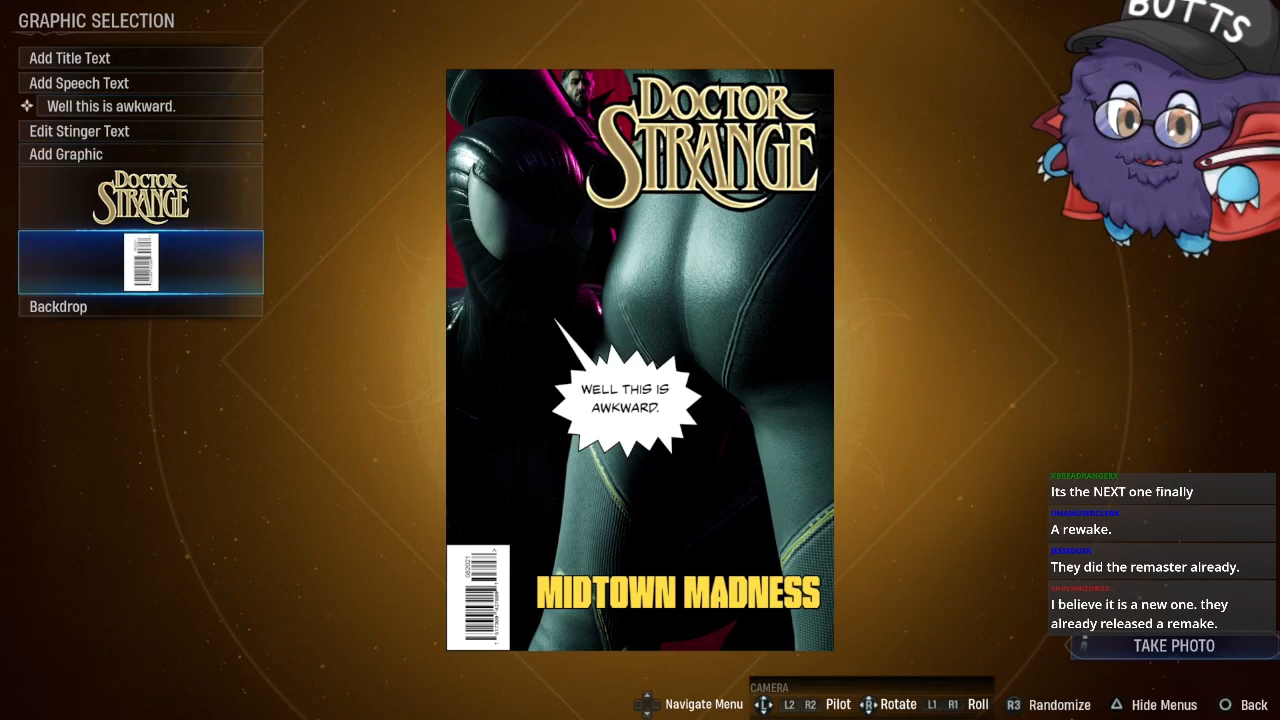 GRAPHIC SELECTION
Add Title Text
Add Speech Text
Well this is awkward.
Edit Stinger Text
Add Graphic
DOCTOR
STRANGE
Backdrop
DOCTOR
STRANGE
WELL THIS IS
AWKWARD.
MIDTOWN MADNESS
BUTTS
XBREADRANGERX
Its the NEXT one finally
UNAMUSEDCLERK
A rewake.
JESSEDUSK
They did the remaster already.
I believe it is a new one, they
already released a remake.
TAKE PHOTO
CAMERA
Navigate Menu
L
L2 R2 Pilot
R
Rotate
L1 R1 Roll
R3 Randomize
Hide Menus
Back